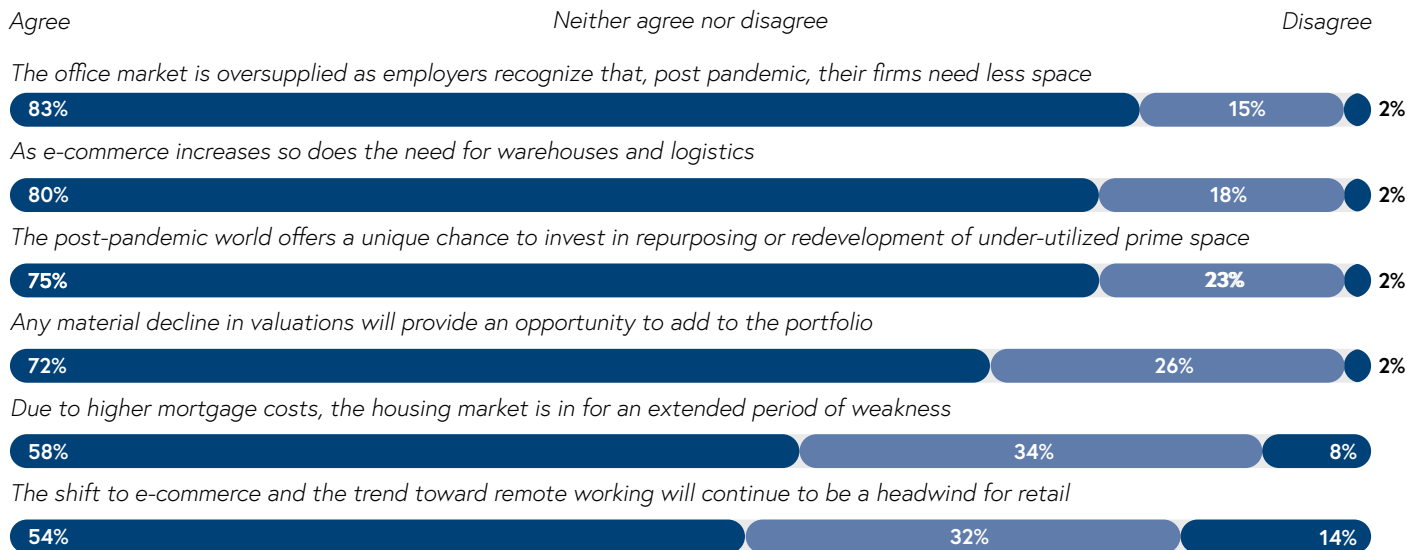 Agree Neither agree nor disagree Disagree
The office market is oversupplied as employers recognize that, post pandemic, their firms need less space
83% 15% 2%
As e-commerce increases so does the need for warehouses and logistics
80% 18% 2%
The post-pandemic world offers a unique chance to invest in repurposing or redevelopment of under-utilized prime space
75% 23% 2%
Any material decline in valuations will provide an opportunity to add to the portfolio
72% 26% 2%
Due to higher mortgage costs, the housing market is in for an extended period of weakness
58% 34% 8%
The shift to e-commerce and the trend toward remote working will continue to be a headwind for retail
54% 32% 14%